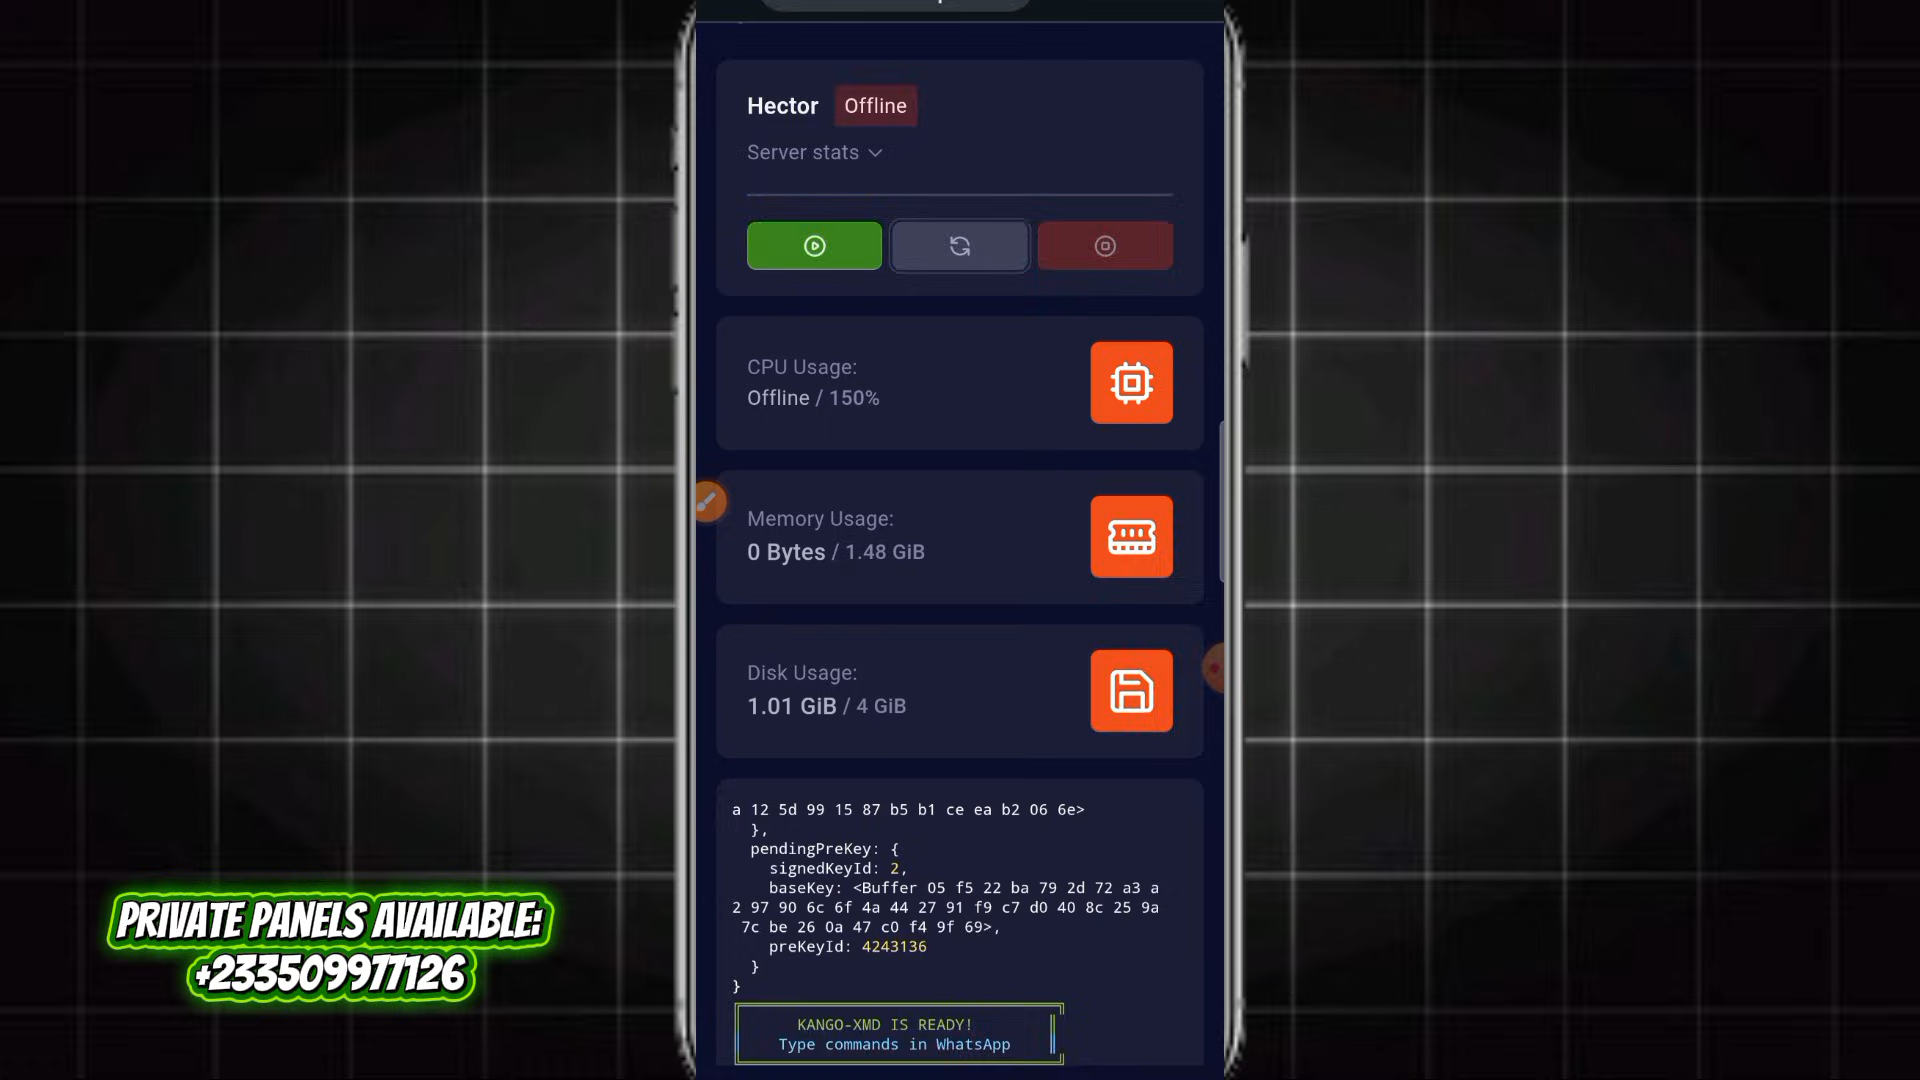 Hector Offline
Server stats
CPU Usage:
Offline / 150%
Memory Usage:
0 Bytes / 1.48 GiB
Disk Usage:
1.01 GiB / 4 GiB
a 12 5d 99 15 87 b5 b1 ce ea b2 06 6e>
},
pendingPreKey: {
signedKeyId: 2,
baseKey: <Buffer 05 f5 22 ba 79 2d 72 a3 a
2 97 90 6c 6f 4a 44 27 91 f9 c7 d0 40 8c 25 9a
7c be 26 0a 47 c0 f4 9f 69>,
preKeyId: 4243136
}
}
KANGO-XMD IS READY!
Type commands in WhatsApp
PRIVATE PANELS AVAILABLE:
+233509977126